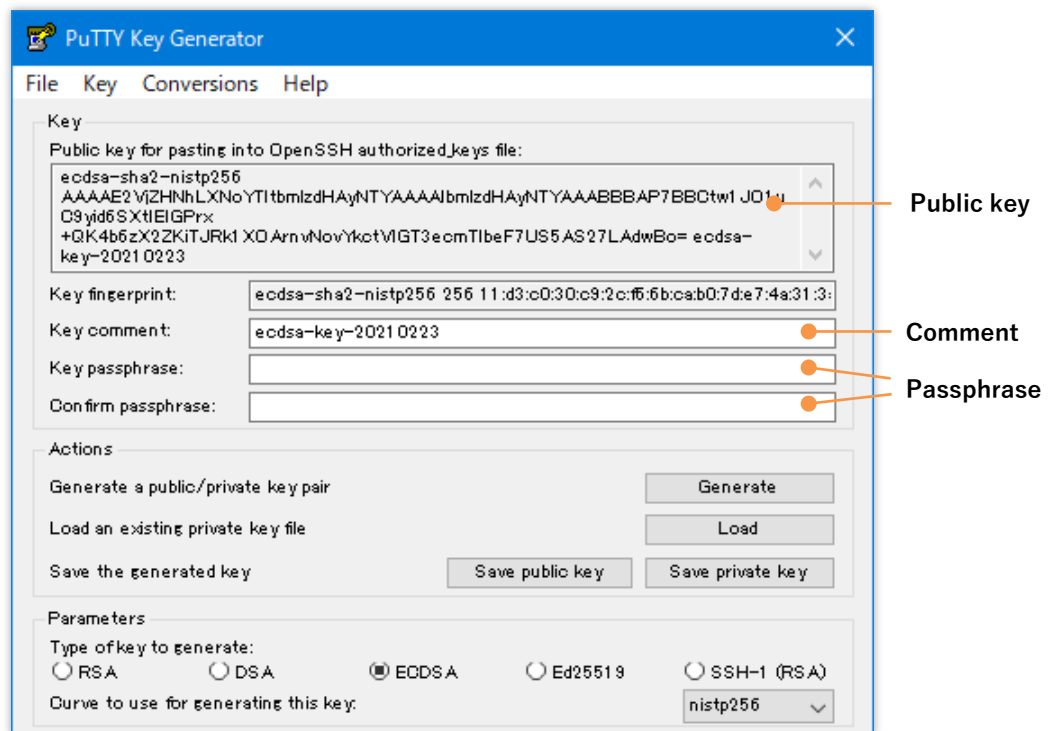 PuTTY Key Generator
File Key Conversions Help
Key
Public key for pasting into OpenSSH authorized_keys file:
ecdsa-sha2-nistp256
AAAAE2VjZHNhLXNoYTItbmlzdHAyNTYAAAAIbmlzdHAyNTYAAABBBAP7BBCtw1JO1u
C9yid6SXtlEIGPrx
+QK4b6zX2ZKiTJRk1XOArnvNovYkctVlGT3ecmTlbeF7US5AS27LAdwBo= ecdsa-
key-20210223
Public key
Key fingerprint:
ecdsa-sha2-nistp256 256 11:d3:c0:30:c9:2c:f5:6b:ca:b0:7d:e7:4a:31:3
Key comment:
ecdsa-key-20210223
Comment
Key passphrase:
Confirm passphrase:
Passphrase
Actions
Generate a public/private key pair
Generate
Load an existing private key file
Load
Save the generated key
Save public key
Save private key
Parameters
Type of key to generate:
RSA DSA ECDSA Ed25519 SSH-1 (RSA)
Curve to use for generating this key:
nistp256